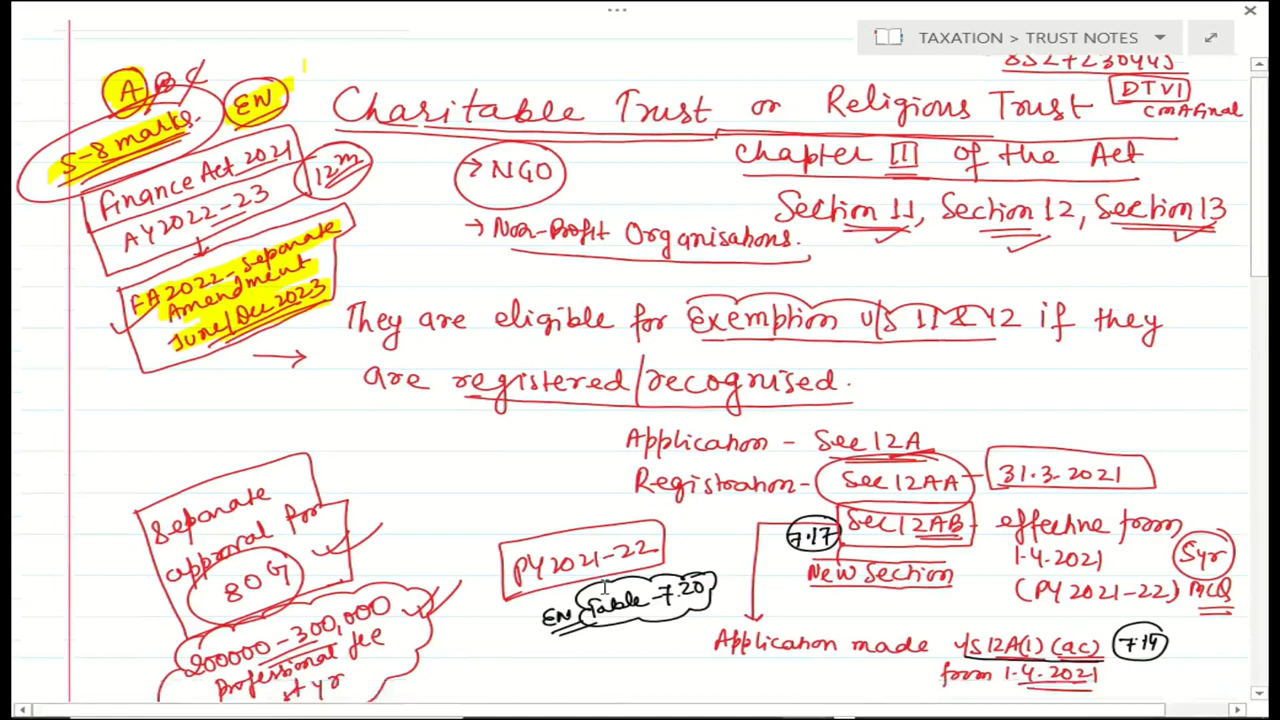 TAXATION > TRUST NOTES
8527230445
DTVI
CMA Final
A B C
EN
5-8 marks.
Finance Act 2021
AY 2022-23
12m
FA 2022 - Separate
Amendment
June/Dec 2023
Charitable Trust or Religious Trust
Chapter III of the Act
→ NGO
Section 11, Section 12, Section 13
→ Non-Profit Organisations.
They are eligible for Exemption u/s 11 & 12 if they
are registered/recognised.
Application - Sec 12A
Registration - Sec 12AA - 31.3.2021
7.17 Sec 12AB - effective from
1.4.2021
New Section
(PY 2021-22) MCQ
5yr
Separate
approval for
80G
200000 - 300,000
Professional fee
st yr
PY 2021-22
EN Table - 7.20
Application made u/s 12A(1)(ac) 7.19
from 1.4.2021